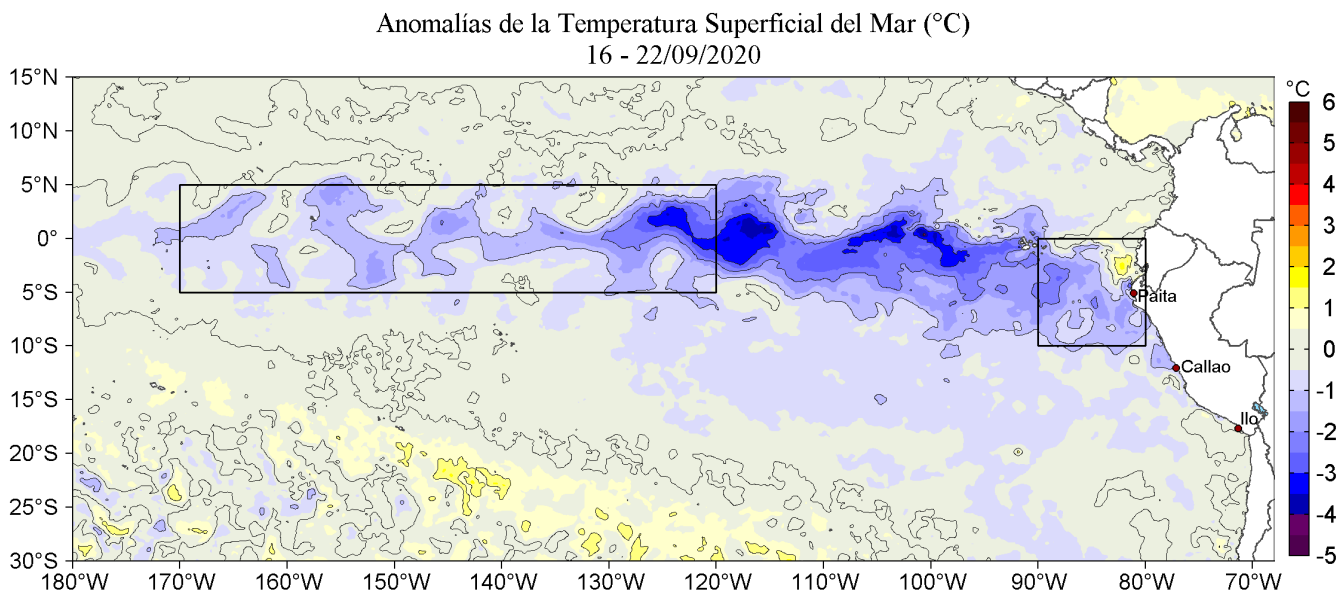 Anomalías de la Temperatura Superficial del Mar (°C)
16 - 22/09/2020
15°N
10°N
5°N
0°
5°S
10°S
15°S
20°S
25°S
30°S
180°W 170°W 160°W 150°W 140°W 130°W 120°W 110°W 100°W 90°W 80°W 70°W
Paita
Callao
Ilo
°C
6
5
4
3
2
1
0
-1
-2
-3
-4
-5